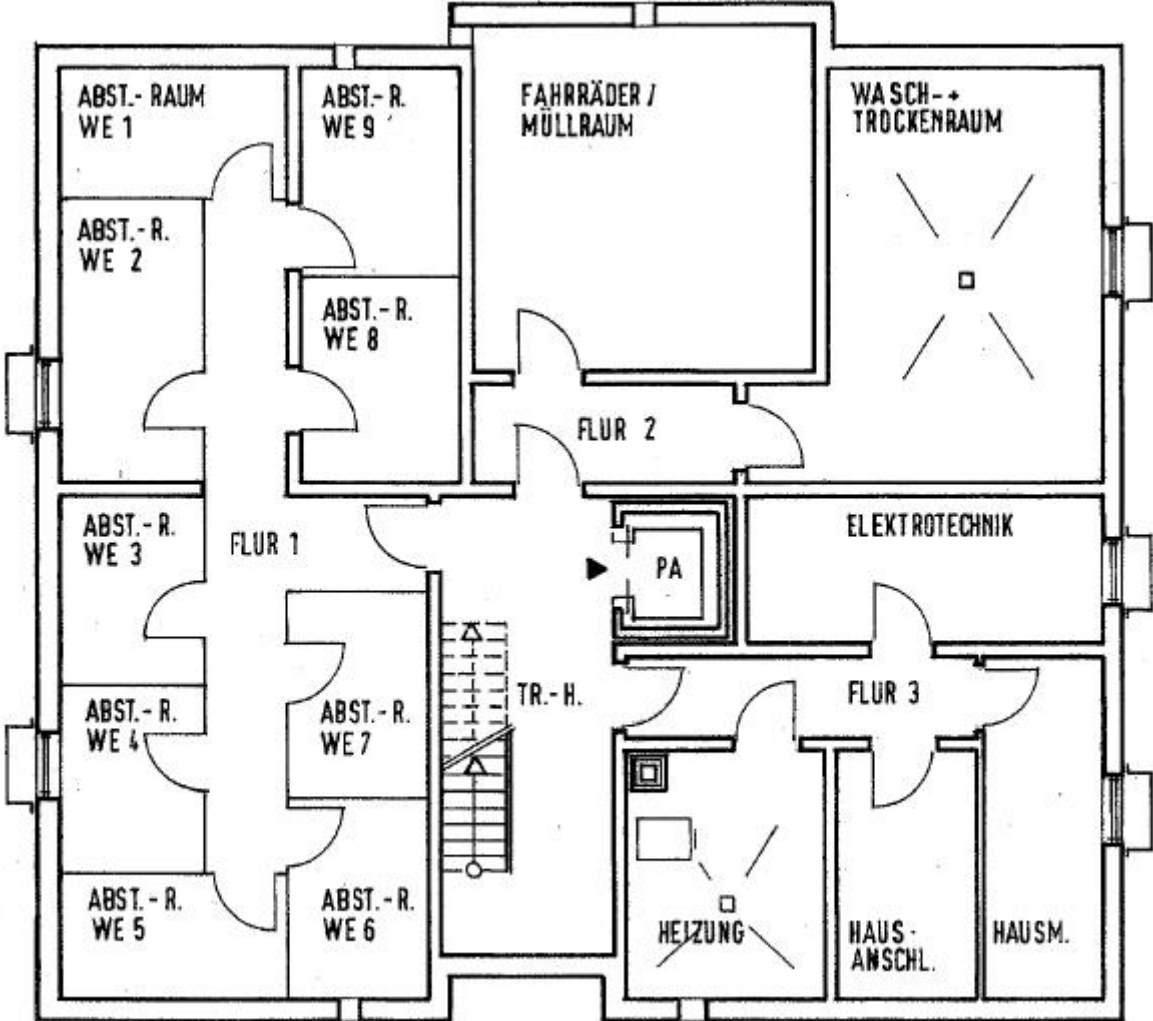 ABST.- RAUM
WE 1
ABST.- R.
WE 9
FAHRRÄDER /
MÜLLRAUM
WASCH- +
TROCKENRAUM
ABST.- R.
WE 2
ABST.- R.
WE 8
FLUR 2
ABST.- R.
WE 3
FLUR 1
PA
ELEKTROTECHNIK
ABST.- R.
WE 4
ABST.- R.
WE 7
TR.- H.
FLUR 3
ABST.- R.
WE 5
ABST.- R.
WE 6
HEIZUNG
HAUS-
ANSCHL.
HAUSM.